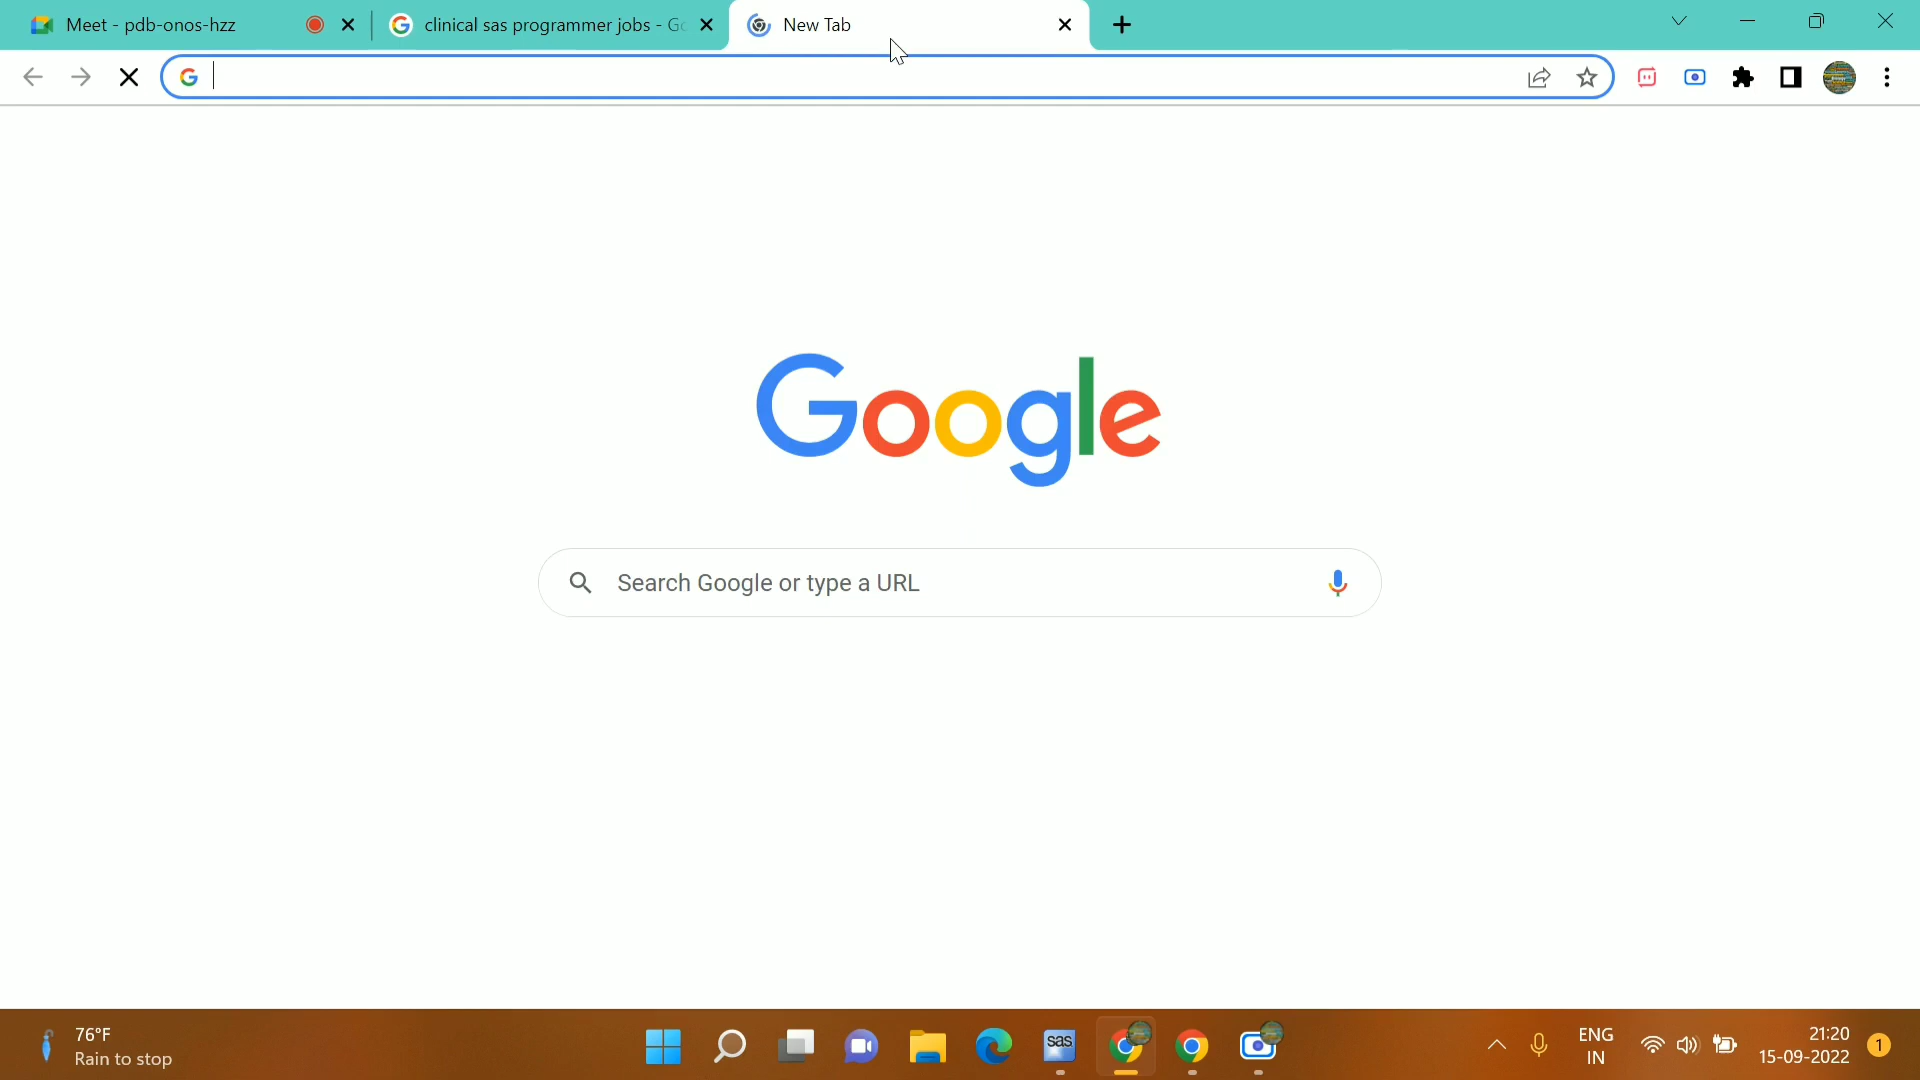 Meet - pdb-onos-hzz
clinical sas programmer jobs - Go
New Tab
Google
Search Google or type a URL
76°F
Rain to stop
sas
ENG
IN
21:20
15-09-2022
1